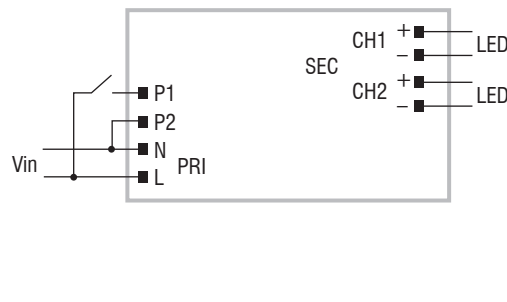 CH1 + LED
SEC –
CH2 + LED
–
P1
P2
N
Vin PRI
L